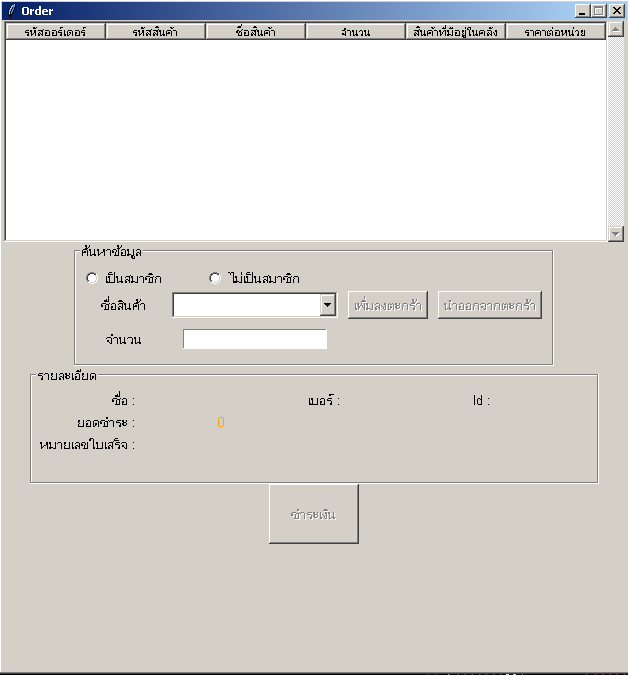 Order
รหัสออร์เดอร์ รหัสสินค้า ชื่อสินค้า จำนวน สินค้าที่มีอยู่ในคลัง ราคาต่อหน่วย
ค้นหาข้อมูล
เป็นสมาชิก ไม่เป็นสมาชิก
ชื่อสินค้า เพิ่มลงตะกร้า นำออกจากตะกร้า
จำนวน
รายละเอียด
ชื่อ : เบอร์ : Id :
ยอดชำระ : 0
หมายเลขใบเสร็จ :
ชำระเงิน